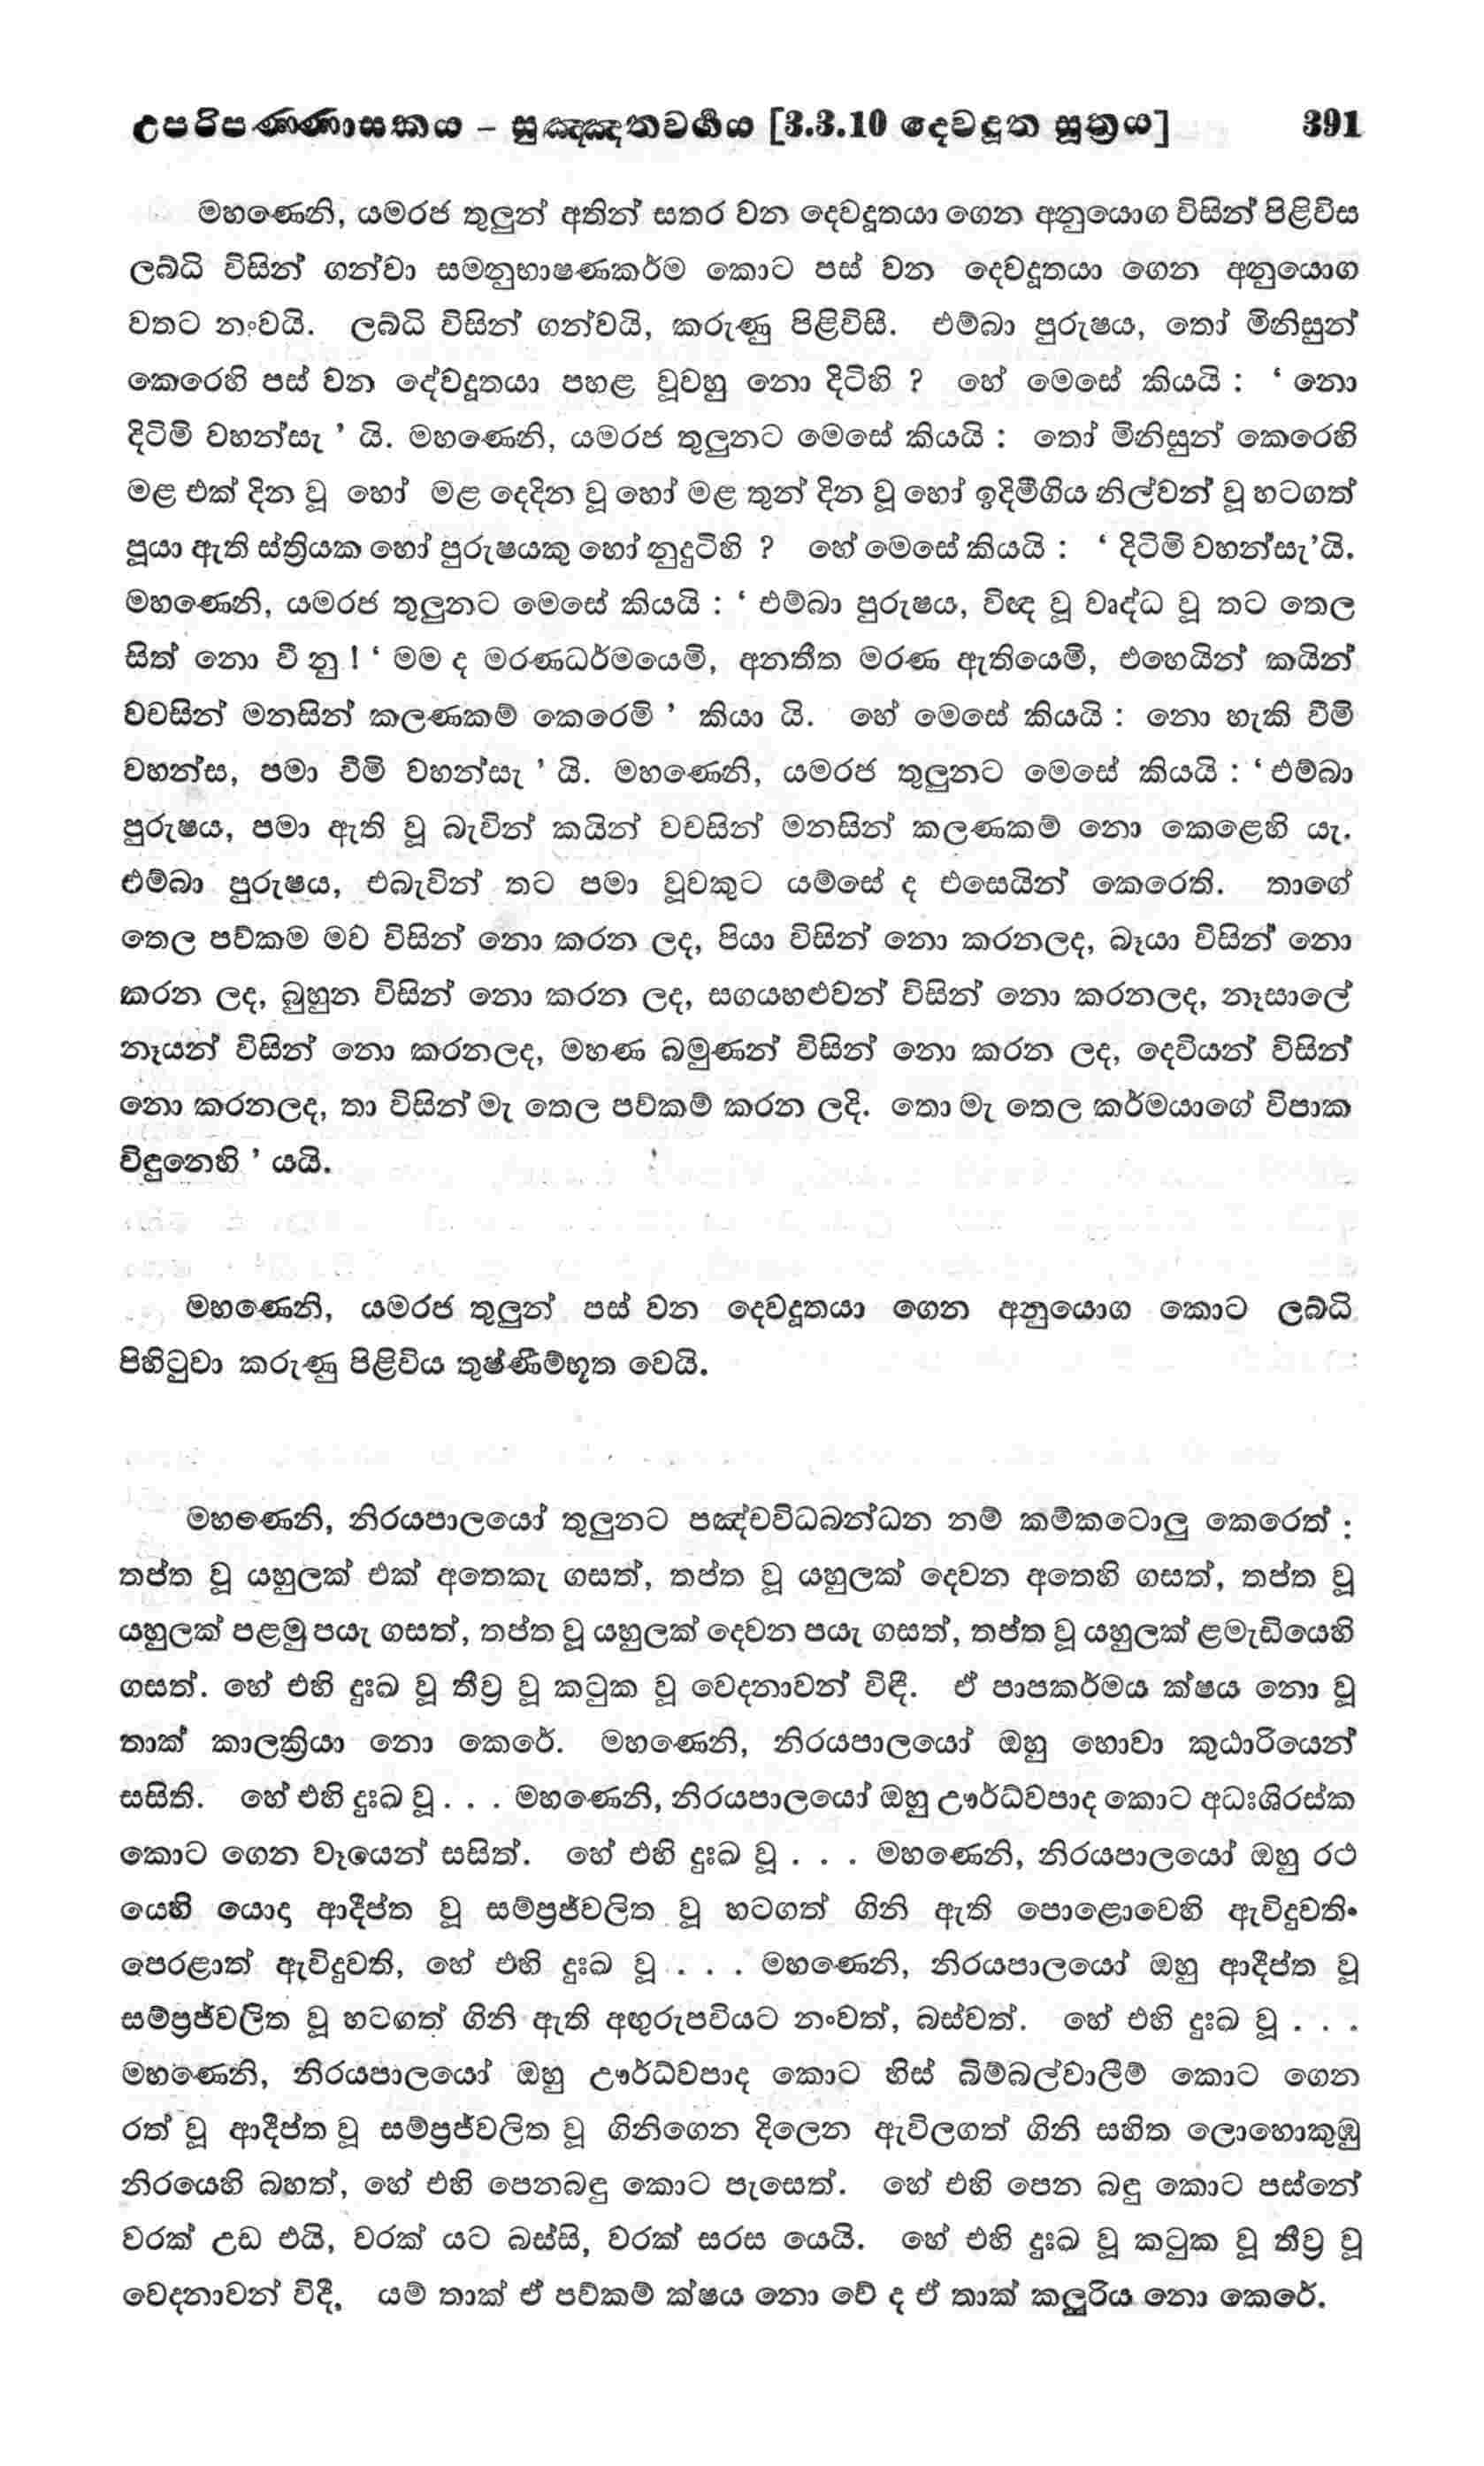 උපරිපණ්ණාසකය – සුඤ්ඤතවර්ගය [3.3.10 දෙවදූත සූත්‍රය] 391
මහණෙනි, යමරජ තුලුන් අතින් සතර වන දෙවදූතයා ගෙන අනුයොග විසින් පිළිවිස
ලබ්ධි විසින් ගන්වා සමනුභාෂණකර්ම කොට පස් වන දෙවදූතයා ගෙන අනුයොග
වතට නංවයි. ලබ්ධි විසින් ගන්වයි, කරුණු පිළිවිසී. එම්බා පුරුෂය, තෝ මිනිසුන්
කෙරෙහි පස් වන දේවදූතයා පහළ වූවහු නො දිටිහි ? හේ මෙසේ කියයි : ‘ නො
දිටිමි වහන්සැ ’ යි. මහණෙනි, යමරජ තුලුනට මෙසේ කියයි : තෝ මිනිසුන් කෙරෙහි
මළ එක් දින වූ හෝ මළ දෙදින වූ හෝ මළ තුන් දින වූ හෝ ඉදිමීගිය නිල්වන් වූ හටගත්
පූයා ඇති ස්ත්‍රියක හෝ පුරුෂයකු හෝ නුදුටිහි ? හේ මෙසේ කියයි : ‘ දිටිමි වහන්සැ’යි.
මහණෙනි, යමරජ තුලුනට මෙසේ කියයි : ‘ එම්බා පුරුෂය, විඥ වූ වෘද්ධ වූ තට තෙල
සිත් නො වී නු ! ‘ මම ද මරණධර්මයෙමි, අනතීත මරණ ඇතියෙමි, එහෙයින් කයින්
වචසින් මනසින් කලණකම් කෙරෙමි ’ කියා යි. හේ මෙසේ කියයි : නො හැකි වීමි
වහන්ස, පමා වීමි වහන්සැ ’ යි. මහණෙනි, යමරජ තුලුනට මෙසේ කියයි : ‘ එම්බා
පුරුෂය, පමා ඇති වූ බැවින් කයින් වචසින් මනසින් කලණකම් නො කෙළෙහි යැ.
එම්බා පුරුෂය, එබැවින් තට පමා වූවකුට යම්සේ ද එසෙයින් කෙරෙති. තාගේ
තෙල පව්කම මව විසින් නො කරන ලද, පියා විසින් නො කරනලද, බෑයා විසින් නො
කරන ලද, බුහුන විසින් නො කරන ලද, සගයහළුවන් විසින් නො කරනලද, නෑසාලේ
නෑයන් විසින් නො කරනලද, මහණ බමුණන් විසින් නො කරන ලද, දෙවියන් විසින්
නො කරනලද, තා විසින් මැ තෙල පව්කම් කරන ලදි. තො මැ තෙල කර්මයාගේ විපාක
විඳුනෙහි ’ යයි.
මහණෙනි, යමරජ තුලුන් පස් වන දෙවදූතයා ගෙන අනුයොග කොට ලබ්ධි
පිහිටුවා කරුණු පිළිවිය තුෂ්ණීම්භූත වෙයි.
මහණෙනි, නිරයපාලයෝ තුලුනට පඤ්චවිධබන්ධන නම් කම්කටොලු කෙරෙත් :
තප්ත වූ යහුලක් එක් අතෙකැ ගසත්, තප්ත වූ යහුලක් දෙවන අතෙහි ගසත්, තප්ත වූ
යහුලක් පළමු පයැ ගසත්, තප්ත වූ යහුලක් දෙවන පයැ ගසත්, තප්ත වූ යහුලක් ළමැඩියෙහි
ගසත්. හේ එහි දුඃඛ වූ තීව්‍ර වූ කටුක වූ වෙදනාවන් විඳී. ඒ පාපකර්මය ක්ෂය නො වූ
තාක් කාලක්‍රියා නො කෙරේ. මහණෙනි, නිරයපාලයෝ ඔහු හොවා කුඨාරියෙන්
සසිති. හේ එහි දුඃඛ වූ . . . මහණෙනි, නිරයපාලයෝ ඔහු ඌර්ධ්වපාද කොට අධඃශිරස්ක
කොට ගෙන වෑයෙන් සසිත්. හේ එහි දුඃඛ වූ . . . මහණෙනි, නිරයපාලයෝ ඔහු රථ
යෙහි යොදා ආදීප්ත වූ සම්ප්‍රජ්වලිත වූ හටගත් ගිනි ඇති පොළොවෙහි ඇවිදුවති.
පෙරළාත් ඇවිදුවති, හේ එහි දුඃඛ වූ . . . මහණෙනි, නිරයපාලයෝ ඔහු ආදීප්ත වූ
සම්ප්‍රජ්වලිත වූ හටගත් ගිනි ඇති අඟුරුපව්යට නංවත්, බස්වත්. හේ එහි දුඃඛ වූ . . .
මහණෙනි, නිරයපාලයෝ ඔහු ඌර්ධ්වපාද කොට හිස් බිම්බල්වාලීම් කොට ගෙන
රත් වූ ආදීප්ත වූ සම්ප්‍රජ්වලිත වූ ගිනිගෙන දිලෙන ඇවිලගත් ගිනි සහිත ලොහොකුඹු
නිරයෙහි බහත්, හේ එහි පෙනබඳු කොට පැසෙත්. හේ එහි පෙන බඳු කොට පස්නේ
වරක් උඩ එයි, වරක් යට බස්සි, වරක් සරස යෙයි. හේ එහි දුඃඛ වූ කටුක වූ තීව්‍ර වූ
වෙදනාවන් විඳී, යම් තාක් ඒ පව්කම් ක්ෂය නො වේ ද ඒ තාක් කලුරිය නො කෙරේ.